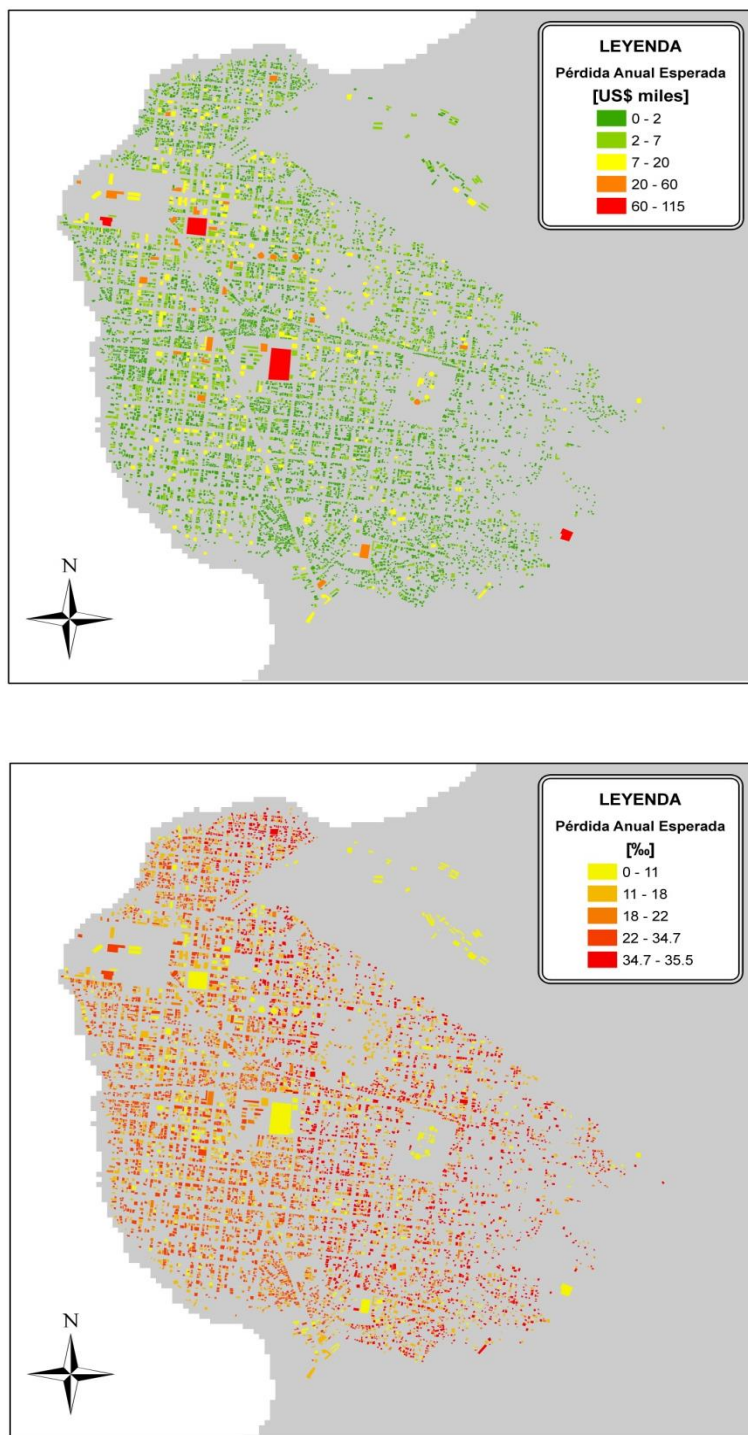 LEYENDA
Pérdida Anual Esperada
[US$ miles]
0 - 2
2 - 7
7 - 20
20 - 60
60 - 115
N
LEYENDA
Pérdida Anual Esperada
[‰]
0 - 11
11 - 18
18 - 22
22 - 34.7
34.7 - 35.5
N